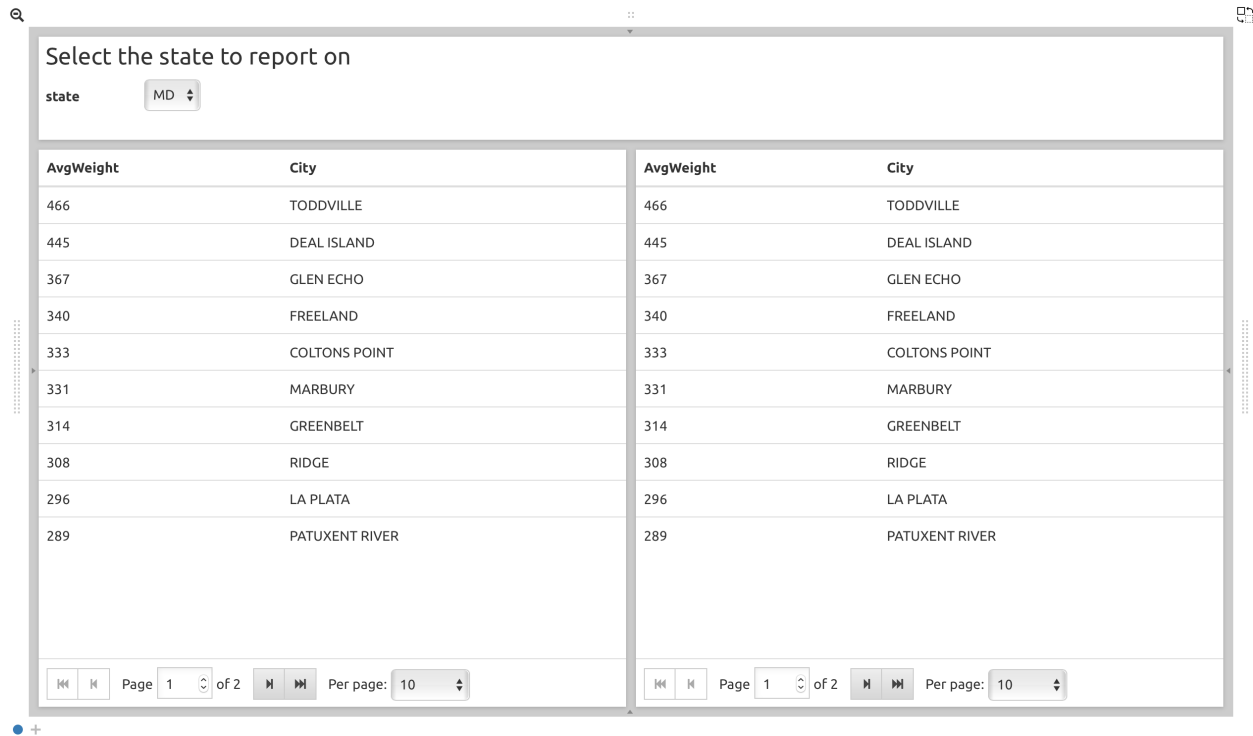 Select the state to report on
state MD
AvgWeight City AvgWeight City
466 TODDVILLE 466 TODDVILLE
445 DEAL ISLAND 445 DEAL ISLAND
367 GLEN ECHO 367 GLEN ECHO
340 FREELAND 340 FREELAND
333 COLTONS POINT 333 COLTONS POINT
331 MARBURY 331 MARBURY
314 GREENBELT 314 GREENBELT
308 RIDGE 308 RIDGE
296 LA PLATA 296 LA PLATA
289 PATUXENT RIVER 289 PATUXENT RIVER
Page 1 of 2 Per page: 10 Page 1 of 2 Per page: 10